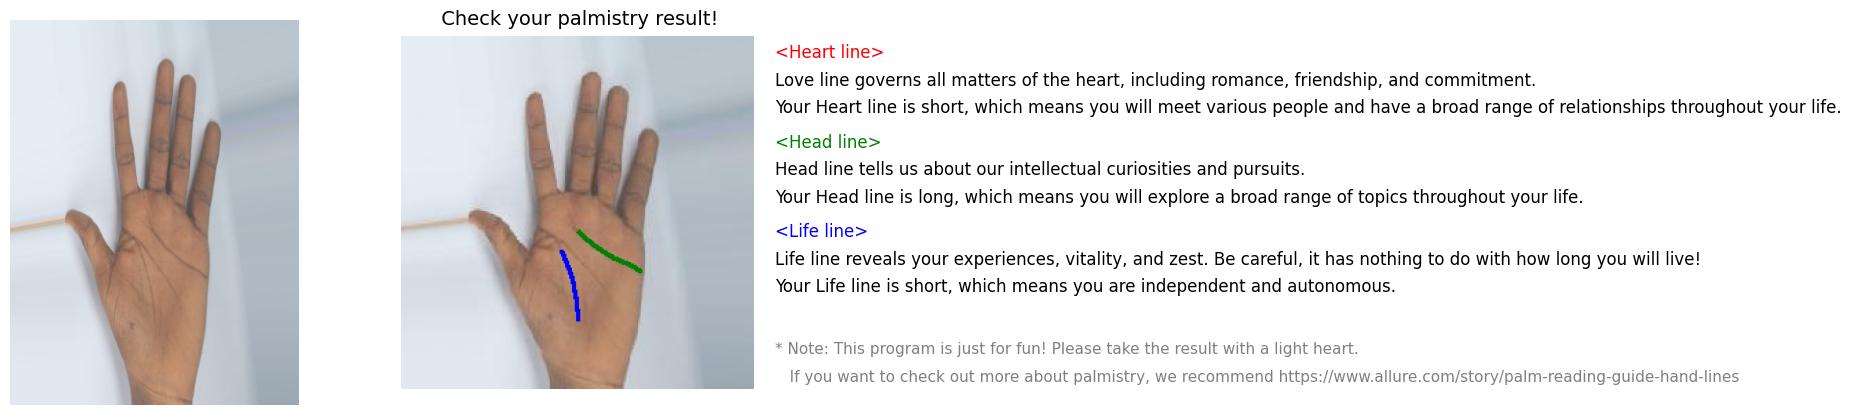 Check your palmistry result!
<Heart line>
Love line governs all matters of the heart, including romance, friendship, and commitment.
Your Heart line is short, which means you will meet various people and have a broad range of relationships throughout your life.
<Head line>
Head line tells us about our intellectual curiosities and pursuits.
Your Head line is long, which means you will explore a broad range of topics throughout your life.
<Life line>
Life line reveals your experiences, vitality, and zest. Be careful, it has nothing to do with how long you will live!
Your Life line is short, which means you are independent and autonomous.
* Note: This program is just for fun! Please take the result with a light heart.
If you want to check out more about palmistry, we recommend https://www.allure.com/story/palm-reading-guide-hand-lines